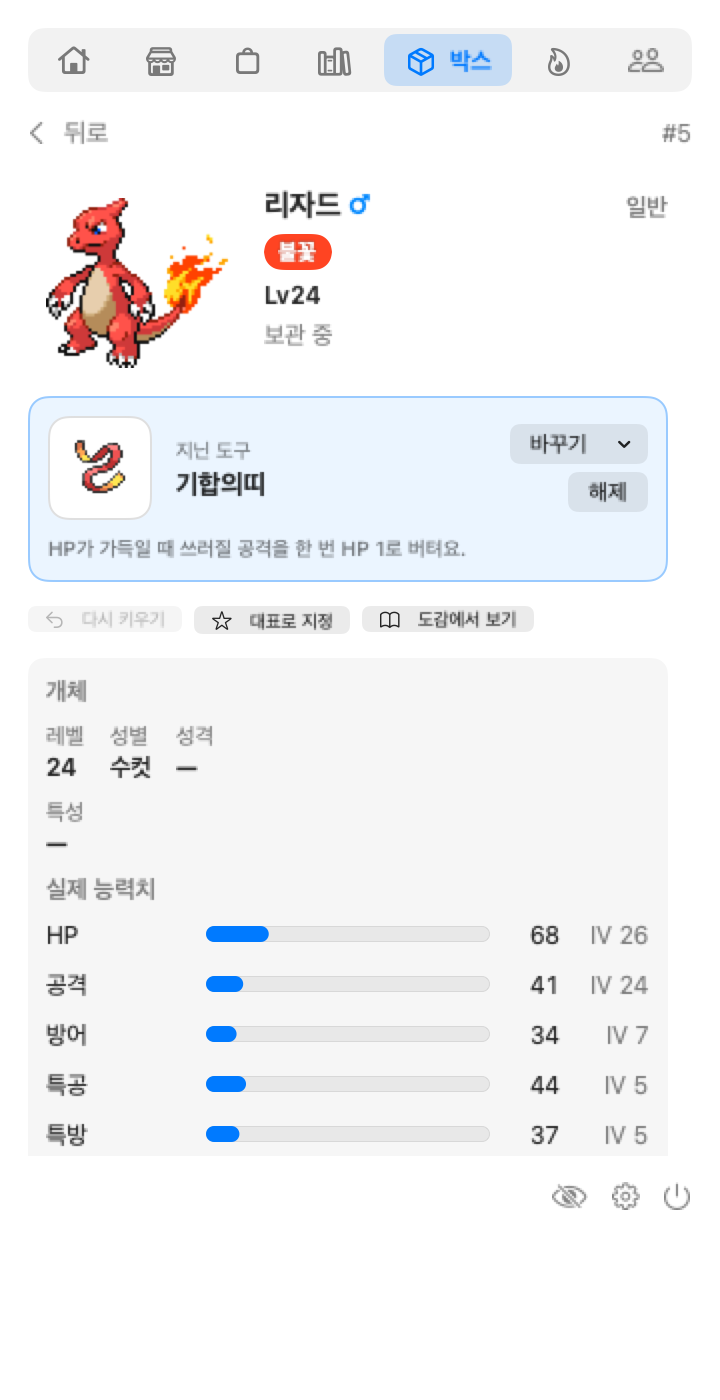 박스
뒤로
#5
리자드 ♂
일반
불꽃
Lv24
보관 중
지닌 도구
기합의띠
바꾸기
해제
HP가 가득일 때 쓰러질 공격을 한 번 HP 1로 버텨요.
다시 키우기 대표로 지정 도감에서 보기
개체
레벨 성별 성격
24 수컷 —
특성
—
실제 능력치
HP 68 IV 26
공격 41 IV 24
방어 34 IV 7
특공 44 IV 5
특방 37 IV 5